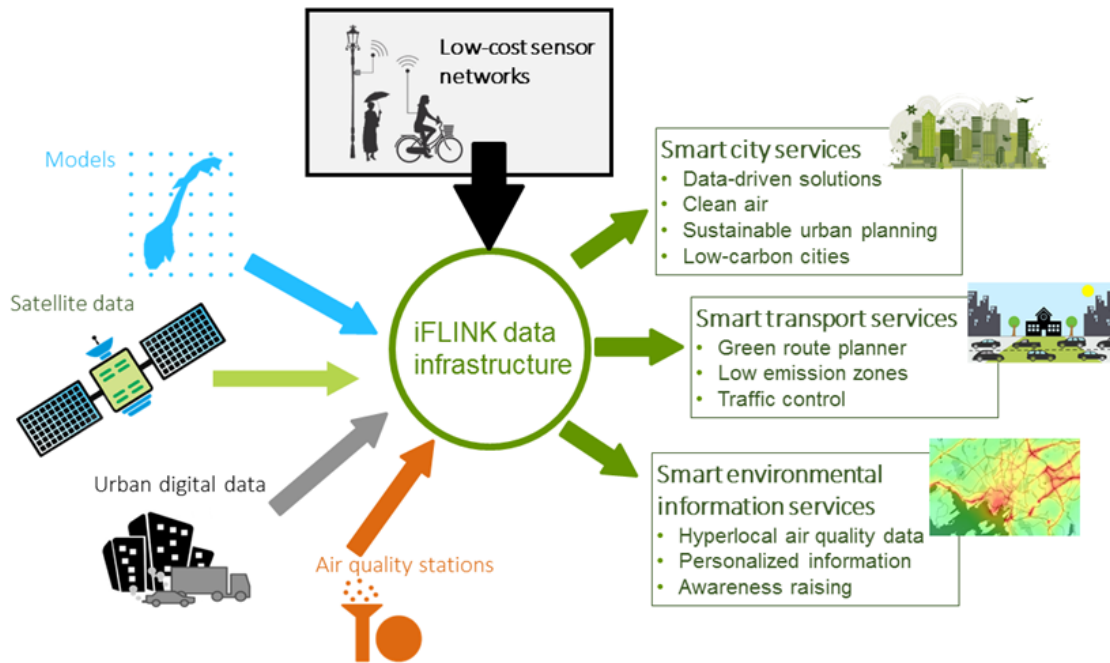 Low-cost sensor
networks
Models
Satellite data
Urban digital data
Air quality stations
iFLINK data
infrastructure
Smart city services
• Data-driven solutions
• Clean air
• Sustainable urban planning
• Low-carbon cities
Smart transport services
• Green route planner
• Low emission zones
• Traffic control
Smart environmental
information services
• Hyperlocal air quality data
• Personalized information
• Awareness raising